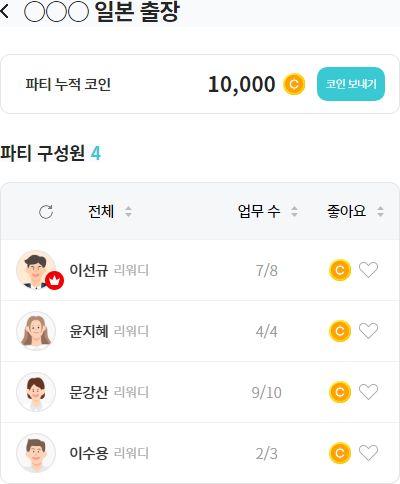 〇〇〇 일본 출장
파티 누적 코인 10,000 C 코인 보내기
파티 구성원 4
전체 업무 수 좋아요
이선규 리워디 7/8 C
윤지혜 리워디 4/4 C
문강산 리워디 9/10 C
이수용 리워디 2/3 C